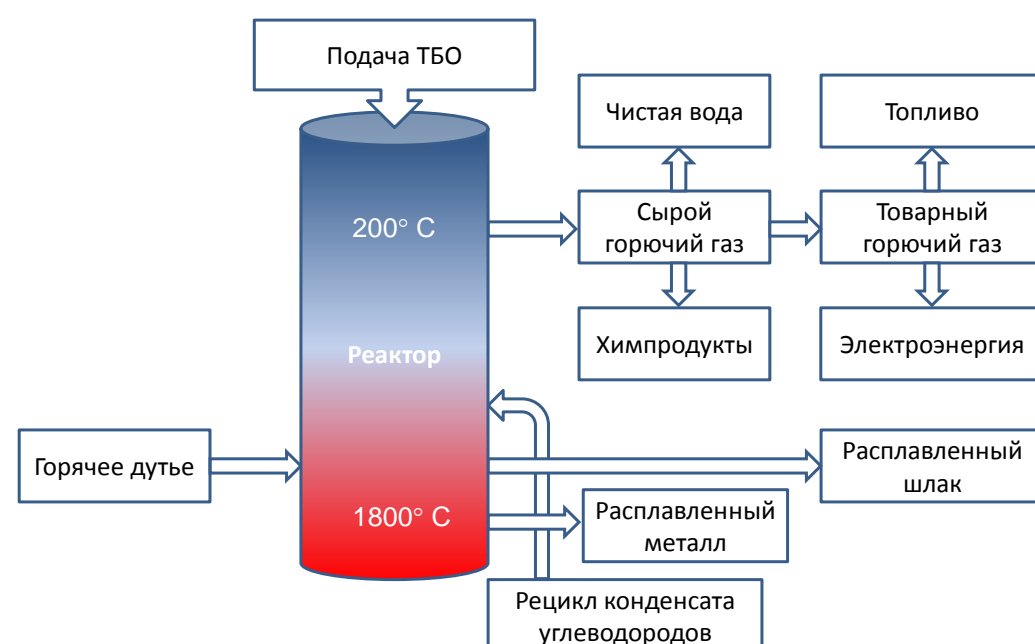 Подача ТБО
Чистая вода
Топливо
200° C
Сырой
горючий газ
Товарный
горючий газ
Реактор
Химпродукты
Электроэнергия
Горячее дутье
Расплавленный
шлак
1800° C
Расплавленный
металл
Рецикл конденсата
углеводородов